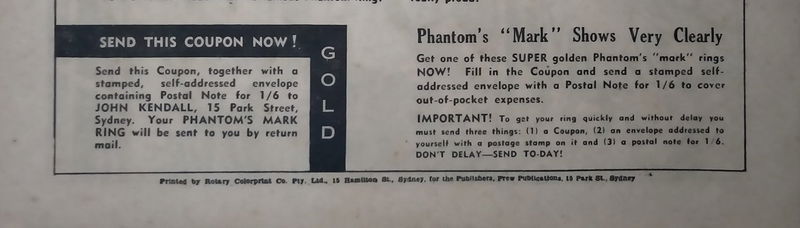 SEND THIS COUPON NOW!
Send this Coupon, together with a
stamped, self-addressed envelope
containing Postal Note for 1/6 to
JOHN KENDALL, 15 Park Street,
Sydney. Your PHANTOM'S MARK
RING will be sent to you by return
mail.
G
O
L
D
Phantom's "Mark" Shows Very Clearly
Get one of these SUPER golden Phantom's "mark" rings
NOW! Fill in the Coupon and send a stamped self-
addressed envelope with a Postal Note for 1/6 to cover
out-of-pocket expenses.
IMPORTANT! To get your ring quickly and without delay you
must send three things: (1) a Coupon, (2) an envelope addressed to
yourself with a postage stamp on it and (3) a postal note for 1/6.
DON'T DELAY—SEND TO-DAY!
Printed by Rotary Colorprint Co. Pty. Ltd., 15 Hamilton St., Sydney, for the Publishers, Frew Publications, 15 Park St., Sydney